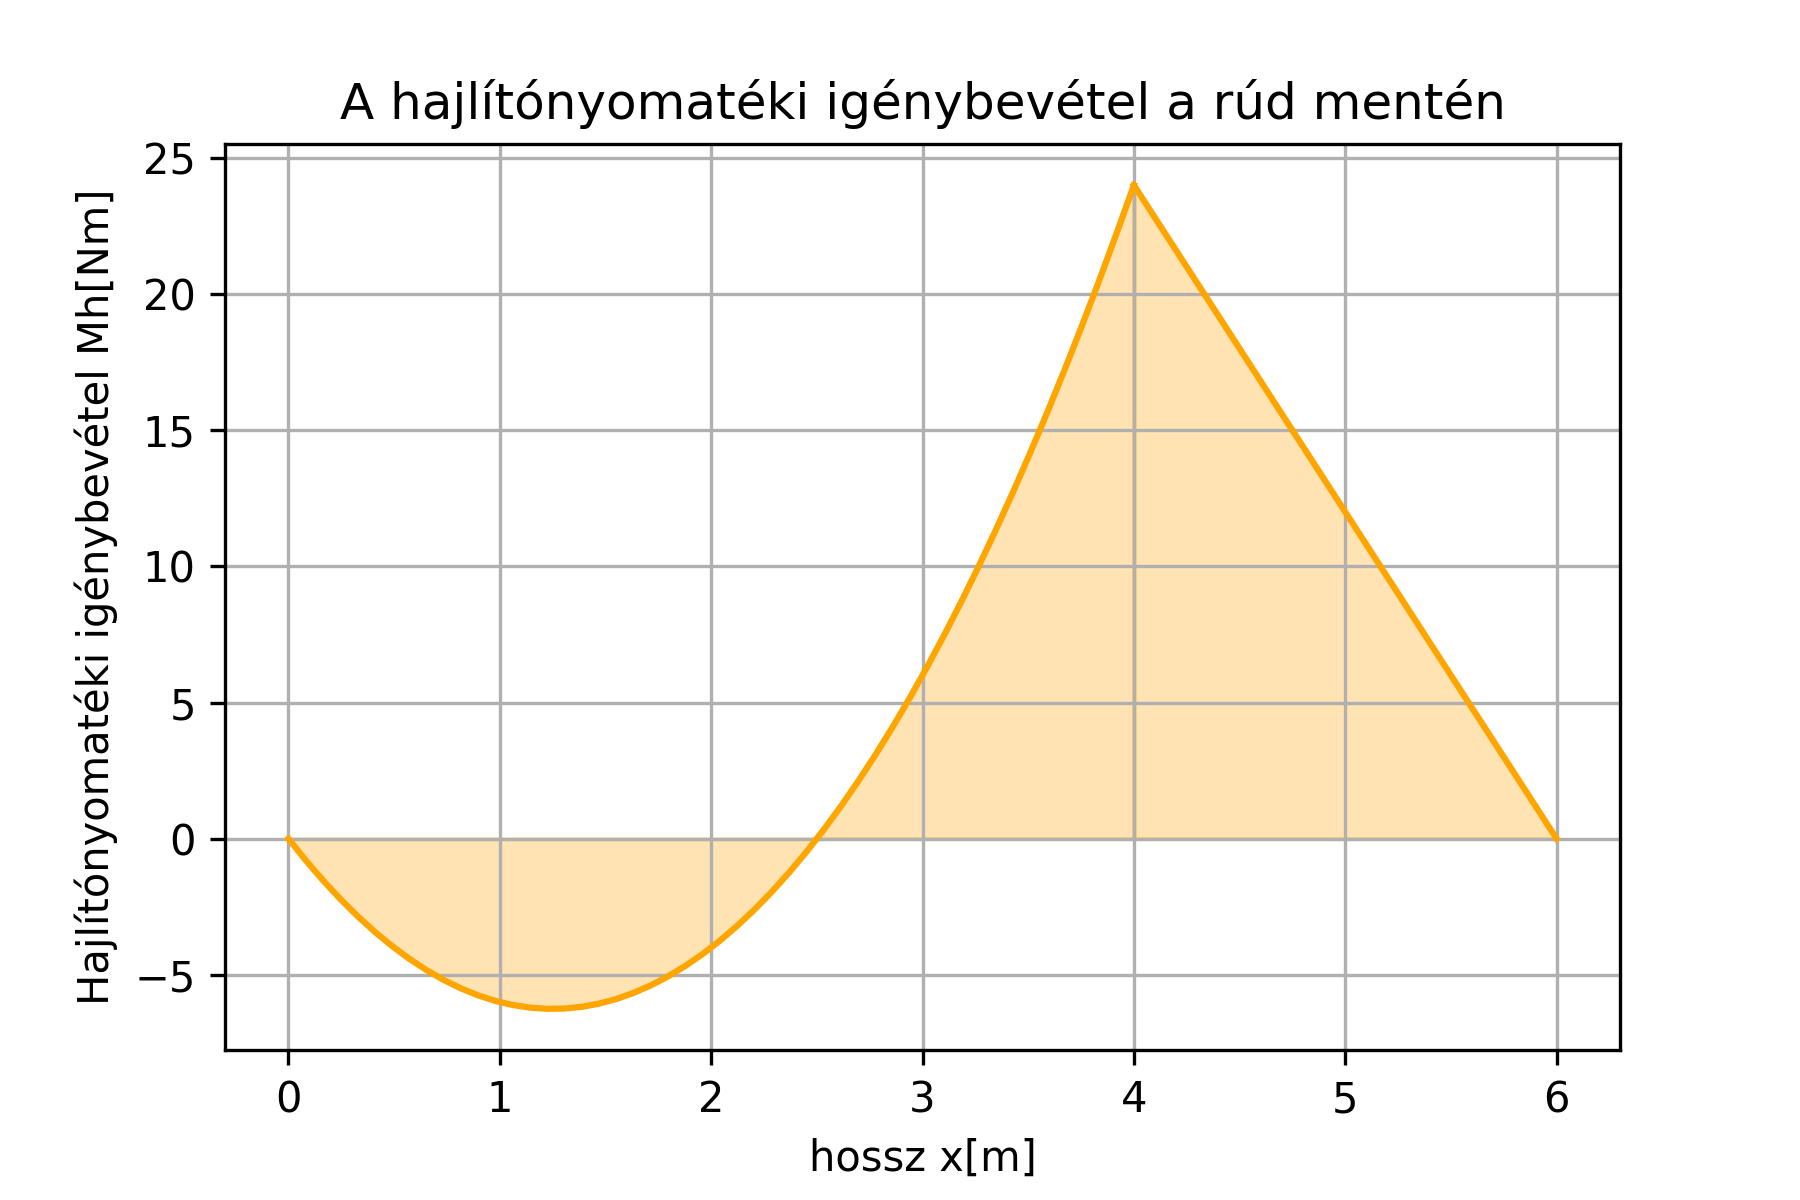 A hajlítónyomatéki igénybevétel a rúd mentén
Hajlítónyomatéki igénybevétel Mh[Nm]
25
20
15
10
5
0
−5
0 1 2 3 4 5 6
hossz x[m]